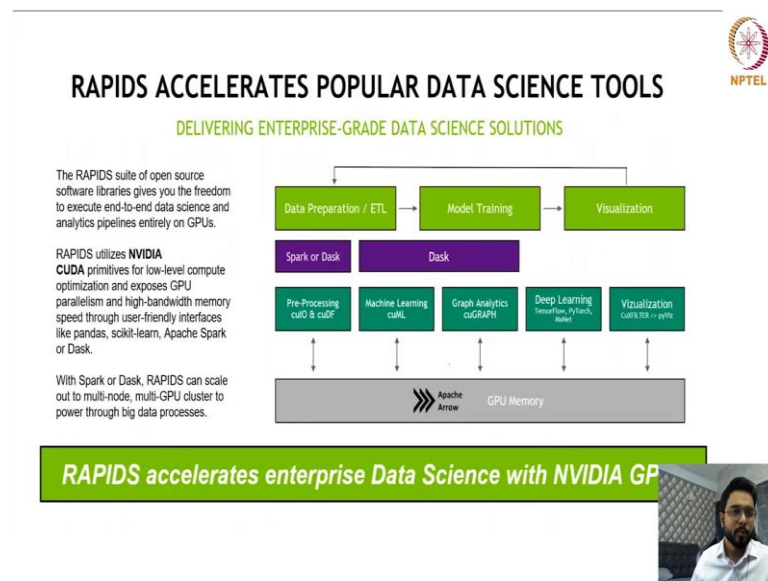 NPTEL
RAPIDS ACCELERATES POPULAR DATA SCIENCE TOOLS
DELIVERING ENTERPRISE-GRADE DATA SCIENCE SOLUTIONS
The RAPIDS suite of open source
software libraries gives you the freedom
to execute end-to-end data science and
analytics pipelines entirely on GPUs.
RAPIDS utilizes NVIDIA
CUDA primitives for low-level compute
optimization and exposes GPU
parallelism and high-bandwidth memory
speed through user-friendly interfaces
like pandas, scikit-learn, Apache Spark
or Dask.
With Spark or Dask, RAPIDS can scale
out to multi-node, multi-GPU cluster to
power through big data processes.
Data Preparation / ETL
Model Training
Visualization
Spark or Dask
Dask
Pre-Processing
cuIO & cuDF
Machine Learning
cuML
Graph Analytics
cuGRAPH
Deep Learning
TensorFlow, PyTorch,
MxNet
Vizualization
CuXFILTER <> pyViz
Apache
Arrow
GPU Memory
RAPIDS accelerates enterprise Data Science with NVIDIA GP